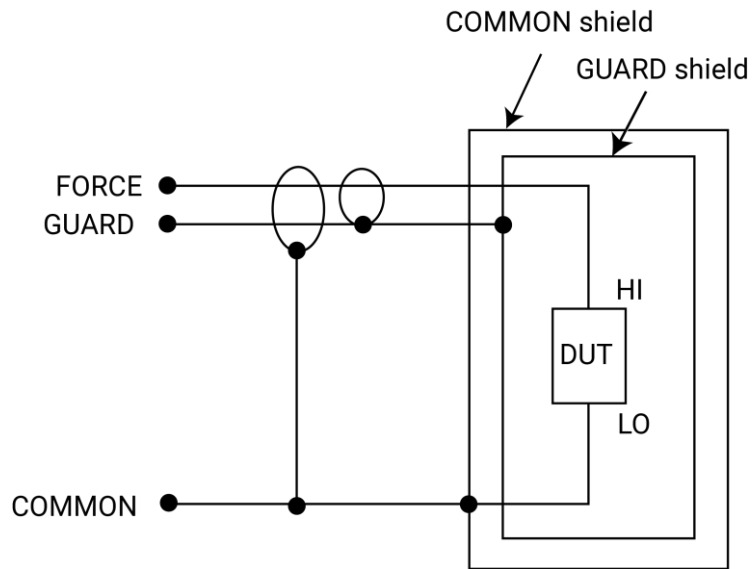 COMMON shield
GUARD shield
FORCE
GUARD
HI
DUT
LO
COMMON